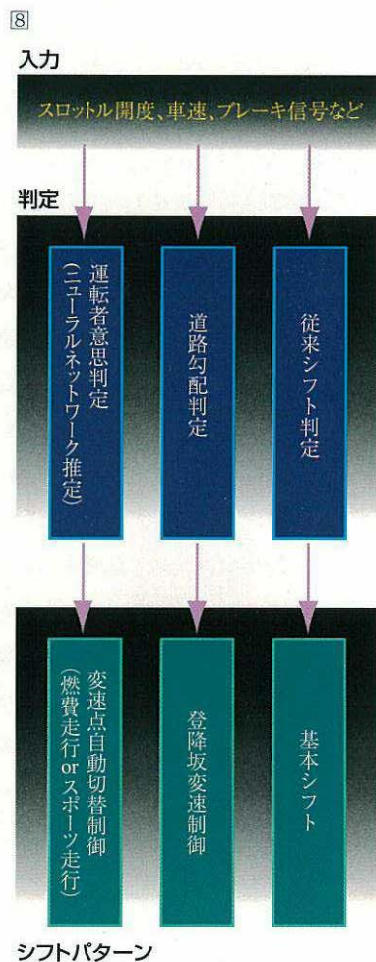 8
入力
スロットル開度、車速、ブレーキ信号など
判定
従来シフト判定
道路勾配判定
運転者意思判定
(ニューラル・ネットワーク推定)
基本シフト
登降坂変速制御
変速点自動切替制御
(燃費走行orスポーツ走行)
シフトパターン